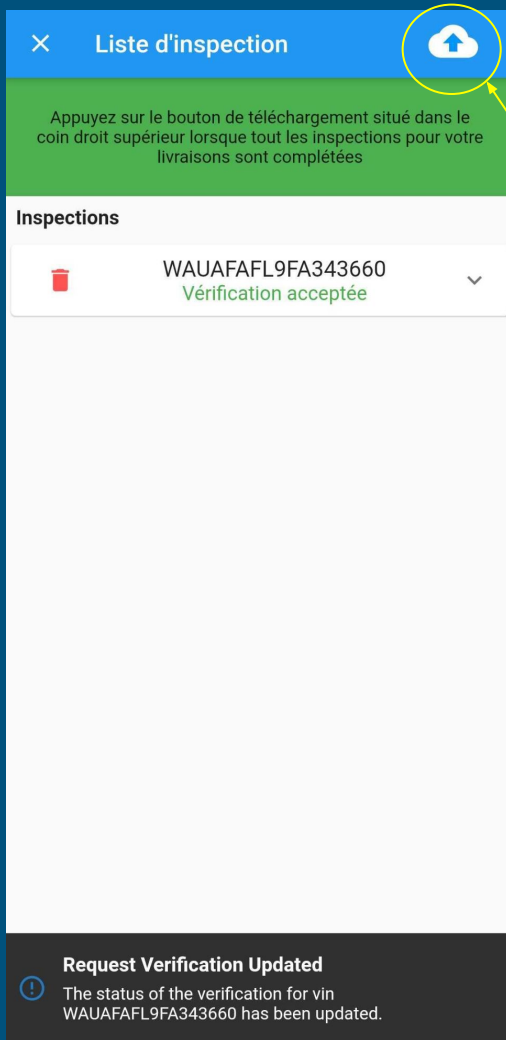 Liste d'inspection
Appuyez sur le bouton de téléchargement situé dans le
coin droit supérieur lorsque tout les inspections pour votre
livraisons sont complétées
Inspections
WAUAFAFL9FA343660
Vérification acceptée
Request Verification Updated
The status of the verification for vin
WAUAFAFL9FA343660 has been updated.